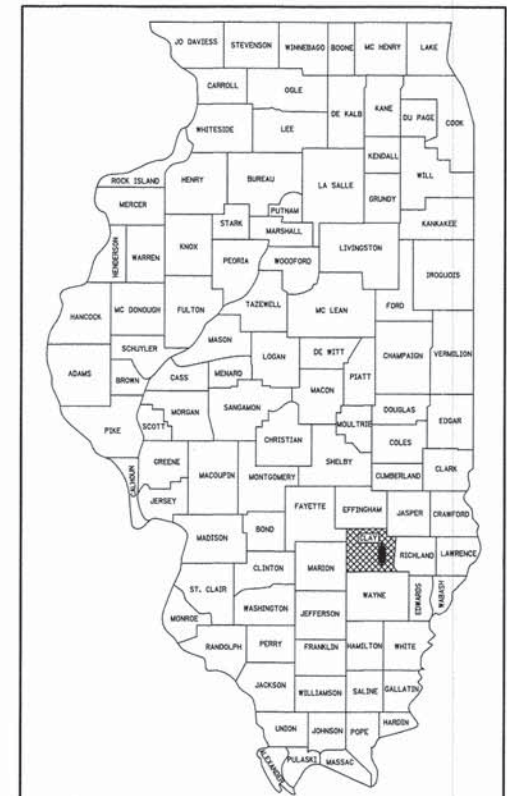 JO DAVIESS STEVENSON WINNEBAGO BOONE MC HENRY LAKE
CARROLL OGLE DE KALB KANE DU PAGE COOK
WHITESIDE LEE
KENDALL WILL
ROCK ISLAND HENRY BUREAU LA SALLE GRUNDY
MERCER PUTNAM KANKAKEE
HENDERSON WARREN KNOX STARK MARSHALL LIVINGSTON
PEORIA WOODFORD IROQUOIS
HANCOCK MC DONOUGH FULTON TAZEWELL MC LEAN FORD
SCHUYLER MASON LOGAN DE WITT CHAMPAIGN VERMILION
ADAMS BROWN CASS MENARD MACON PIATT
PIKE SCOTT MORGAN SANGAMON CHRISTIAN MOULTRIE DOUGLAS EDGAR
COLES
CALHOUN GREENE MACOUPIN MONTGOMERY SHELBY CUMBERLAND CLARK
JERSEY FAYETTE EFFINGHAM JASPER CRAWFORD
MADISON BOND CLAY
CLINTON MARION RICHLAND LAWRENCE
ST. CLAIR WAYNE EDWARDS WABASH
MONROE WASHINGTON JEFFERSON
RANDOLPH PERRY FRANKLIN HAMILTON WHITE
JACKSON WILLIAMSON SALINE GALLATIN
UNION JOHNSON POPE HARDIN
ALEXANDER PULASKI MASSAC